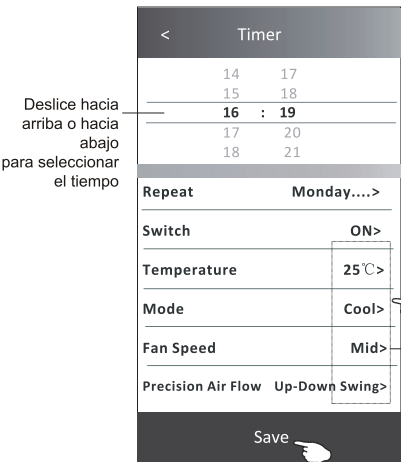 < Timer
14 17
15 18
16 : 19
17 20
18 21
Deslice hacia
arriba o hacia
abajo
para seleccionar
el tiempo
Repeat Monday....>
Switch ON>
Temperature 25℃>
Mode Cool>
Fan Speed Mid>
Precision Air Flow Up-Down Swing>
Save